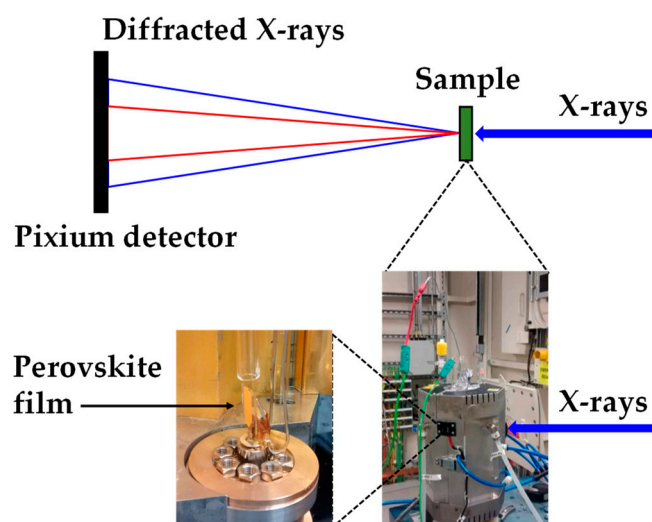 Diffracted X-rays
Sample
X-rays
Pixium detector
Perovskite
film
X-rays